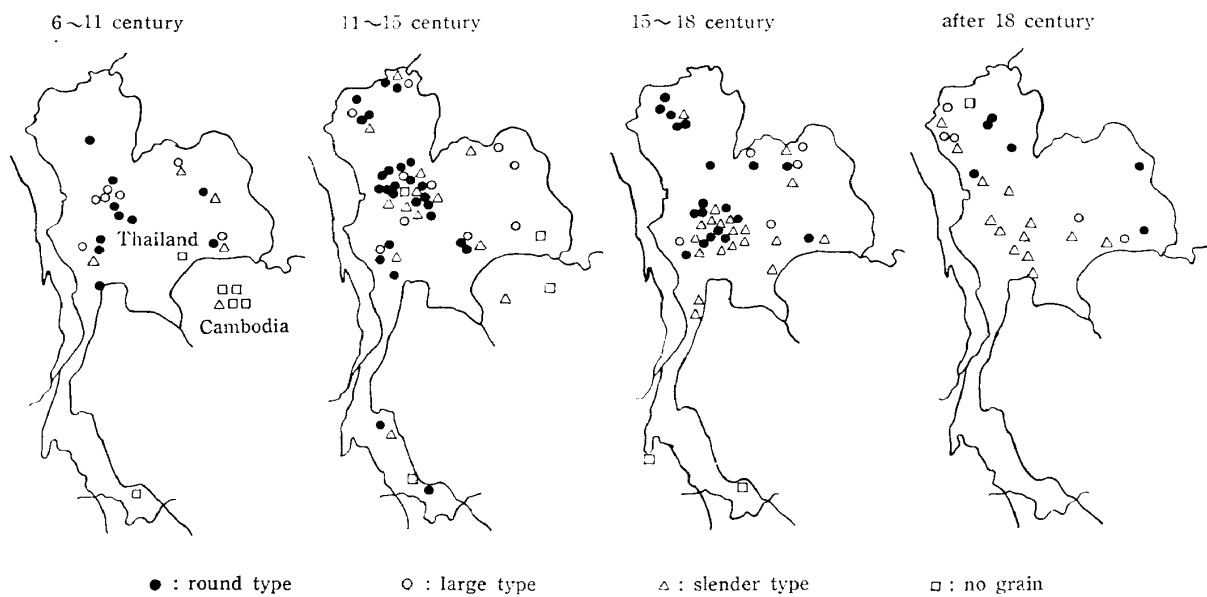 6～11 century
11～15 century
15～18 century
after 18 century
Thailand
Cambodia
● : round type
○ : large type
△ : slender type
□ : no grain